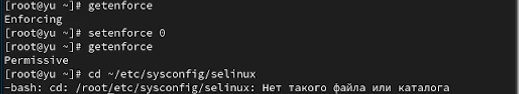 [root@yu ~]# getenforce
Enforcing
[root@yu ~]# setenforce 0
[root@yu ~]# getenforce
Permissive
[root@yu ~]# cd ~/etc/sysconfig/selinux
-bash: cd: /root/etc/sysconfig/selinux: Нет такого файла или каталога